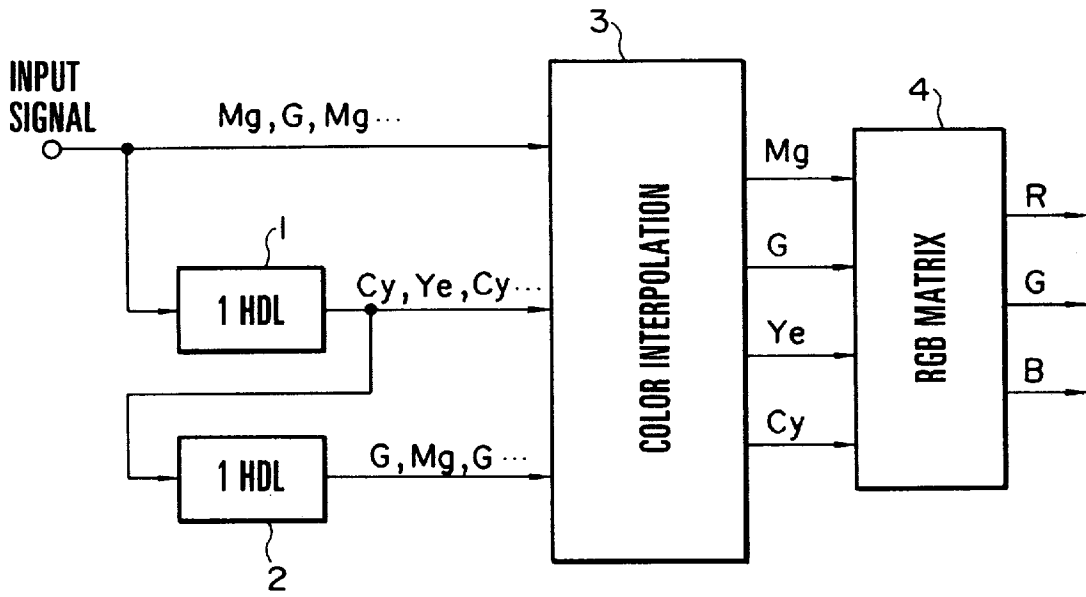 INPUT
SIGNAL
Mg, G, Mg...
1
1 HDL
Cy, Ye, Cy...
1 HDL
2
G, Mg, G...
3
COLOR INTERPOLATION
Mg
G
Ye
Cy
4
RGB MATRIX
R
G
B